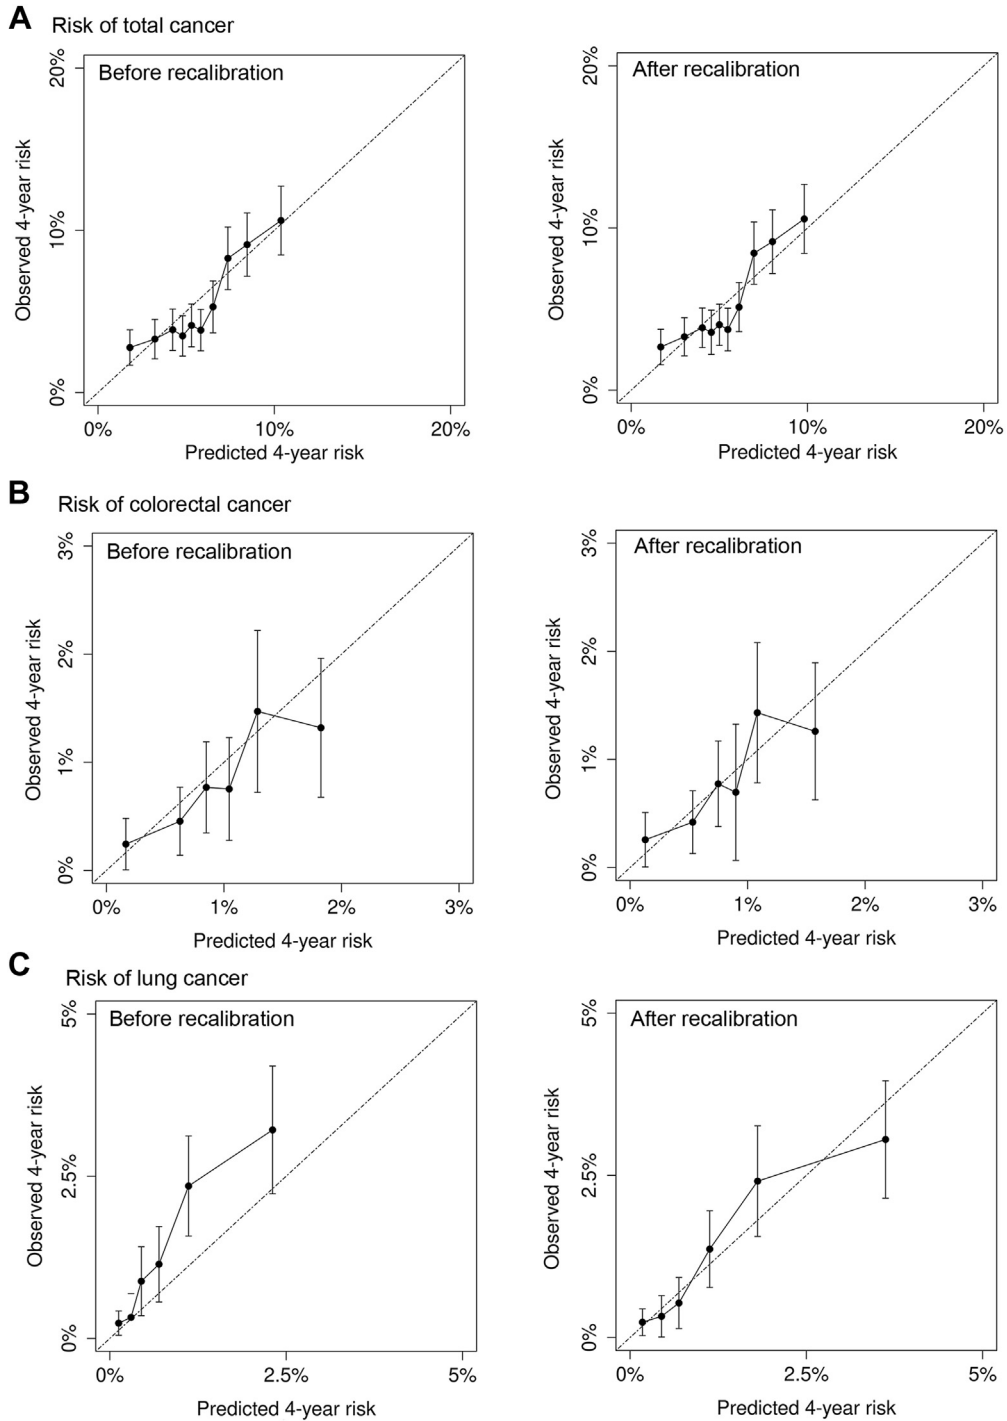 A Risk of total cancer
Before recalibration
20%
10%
0%
Observed 4-year risk
0% 10% 20%
Predicted 4-year risk
After recalibration
20%
10%
0%
Observed 4-year risk
0% 10% 20%
Predicted 4-year risk
B Risk of colorectal cancer
Before recalibration
3%
2%
1%
0%
Observed 4-year risk
0% 1% 2% 3%
Predicted 4-year risk
After recalibration
3%
2%
1%
0%
Observed 4-year risk
0% 1% 2% 3%
Predicted 4-year risk
C Risk of lung cancer
Before recalibration
5%
2.5%
0%
Observed 4-year risk
0% 2.5% 5%
Predicted 4-year risk
After recalibration
5%
2.5%
0%
Observed 4-year risk
0% 2.5% 5%
Predicted 4-year risk